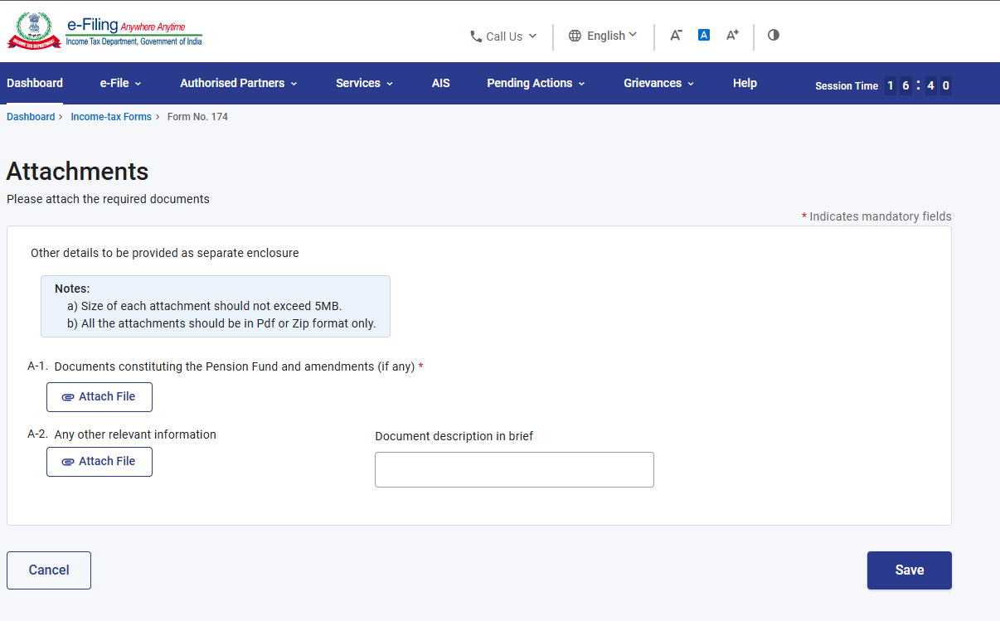 e-Filing Anywhere Anytime
Income Tax Department, Government of India
INCOME TAX DEPARTMENT
Call Us
English
A-
A
A+
Dashboard
e-File
Authorised Partners
Services
AIS
Pending Actions
Grievances
Help
Session Time 1 6 : 4 0
Dashboard > Income-tax Forms > Form No. 174
Attachments
Please attach the required documents
* Indicates mandatory fields
Other details to be provided as separate enclosure
Notes:
a) Size of each attachment should not exceed 5MB.
b) All the attachments should be in Pdf or Zip format only.
A-1. Documents constituting the Pension Fund and amendments (if any) *
Attach File
A-2. Any other relevant information
Document description in brief
Attach File
Cancel
Save